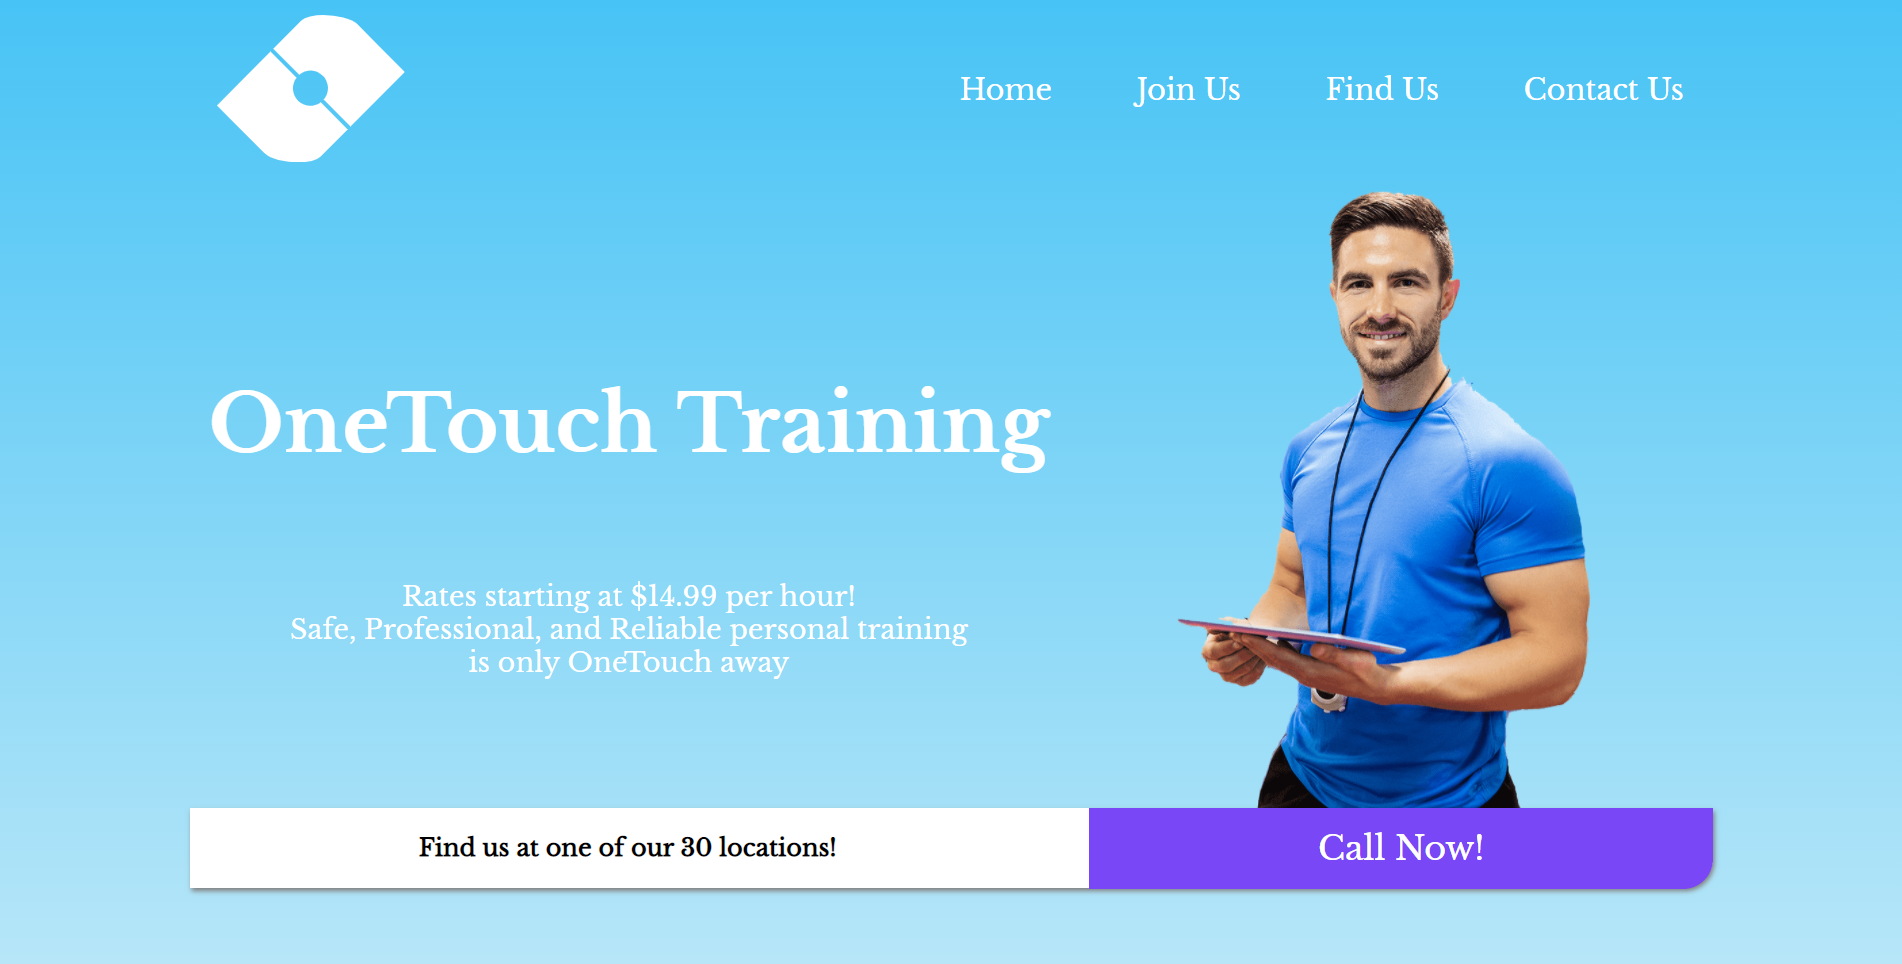 Home
Join Us
Find Us
Contact Us
OneTouch Training
Rates starting at $14.99 per hour!
Safe, Professional, and Reliable personal training
is only OneTouch away
Find us at one of our 30 locations!
Call Now!